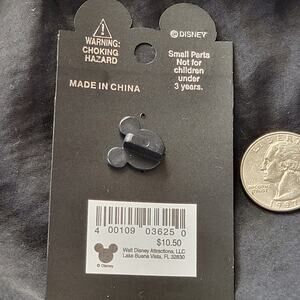 WARNING:
CHOKING
HAZARD
© DISNEY
Small Parts
Not for
children
under
3 years.
MADE IN CHINA
4 00109 03625 0
$10.50
Walt Disney Attractions, LLC
Lake Buena Vista, FL 32830
© Disney